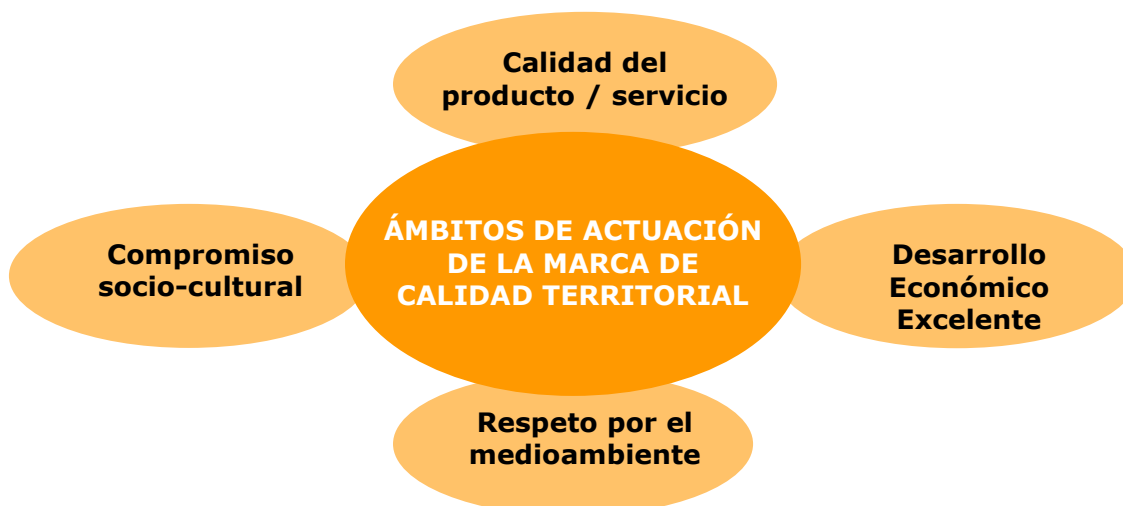 Calidad del
producto / servicio
ÁMBITOS DE ACTUACIÓN
DE LA MARCA DE
CALIDAD TERRITORIAL
Compromiso
socio-cultural
Desarrollo
Económico
Excelente
Respeto por el
medioambiente